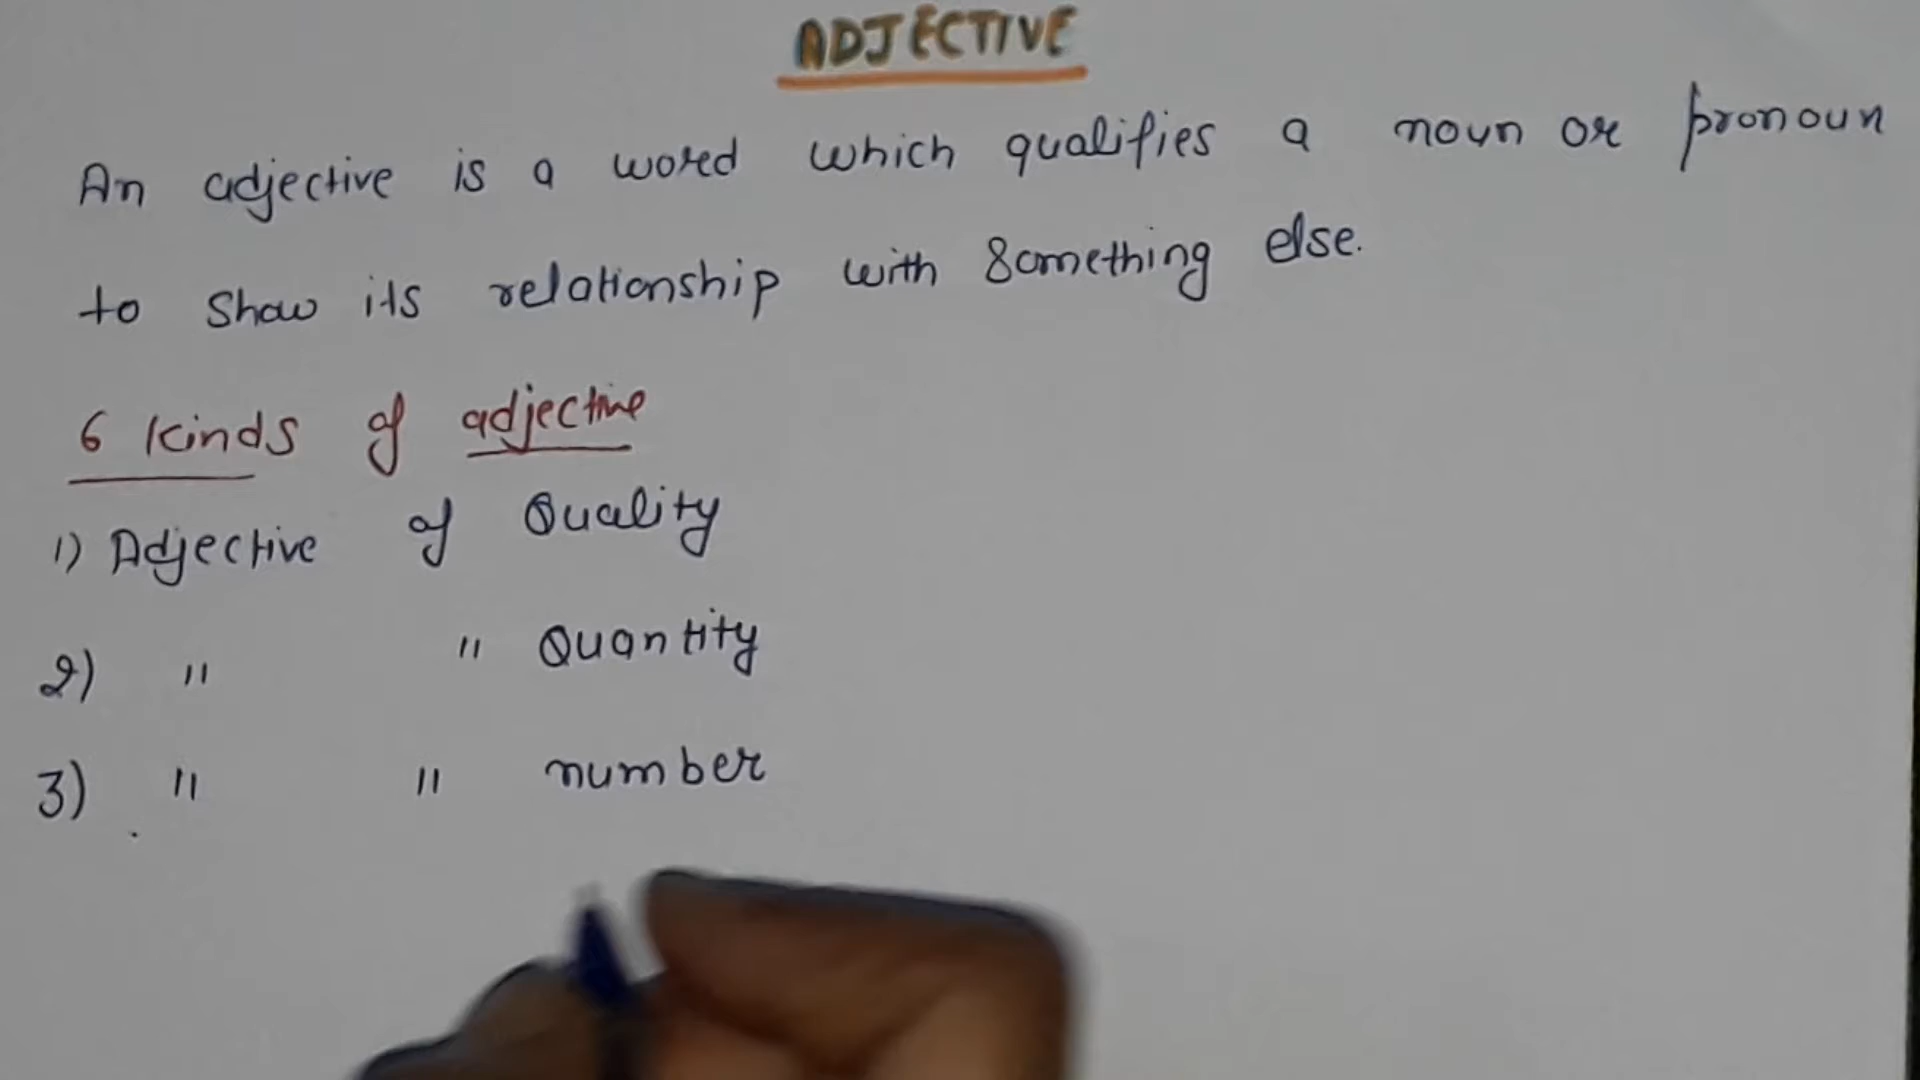 ADJECTIVE
An adjective is a word which qualifies a noun or pronoun
to show its relationship with Something else.
6 kinds of adjective
1) Adjective of Quality
2) " " Quantity
3) " " number